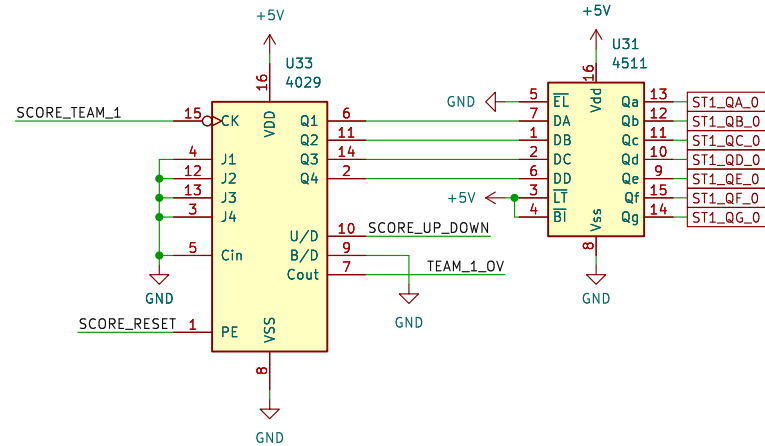 +5V
+5V
U33
4029
U31
4511
16
VDD
16
Vdd
SCORE_TEAM_1
15
CK
Q1
6
Q2
11
Q3
14
Q4
2
4
J1
12
J2
13
J3
3
J4
5
Cin
U/D
10
SCORE_UP_DOWN
B/D
9
Cout
7
TEAM_1_OV
GND
GND
SCORE_RESET
1
PE
VSS
8
GND
GND
5
EL
7
DA
1
DB
2
DC
6
DD
+5V
3
LT
4
BI
Qa
13
ST1_QA_0
Qb
12
ST1_QB_0
Qc
11
ST1_QC_0
Qd
10
ST1_QD_0
Qe
9
ST1_QE_0
Qf
15
ST1_QF_0
Qg
14
ST1_QG_0
Vss
8
GND